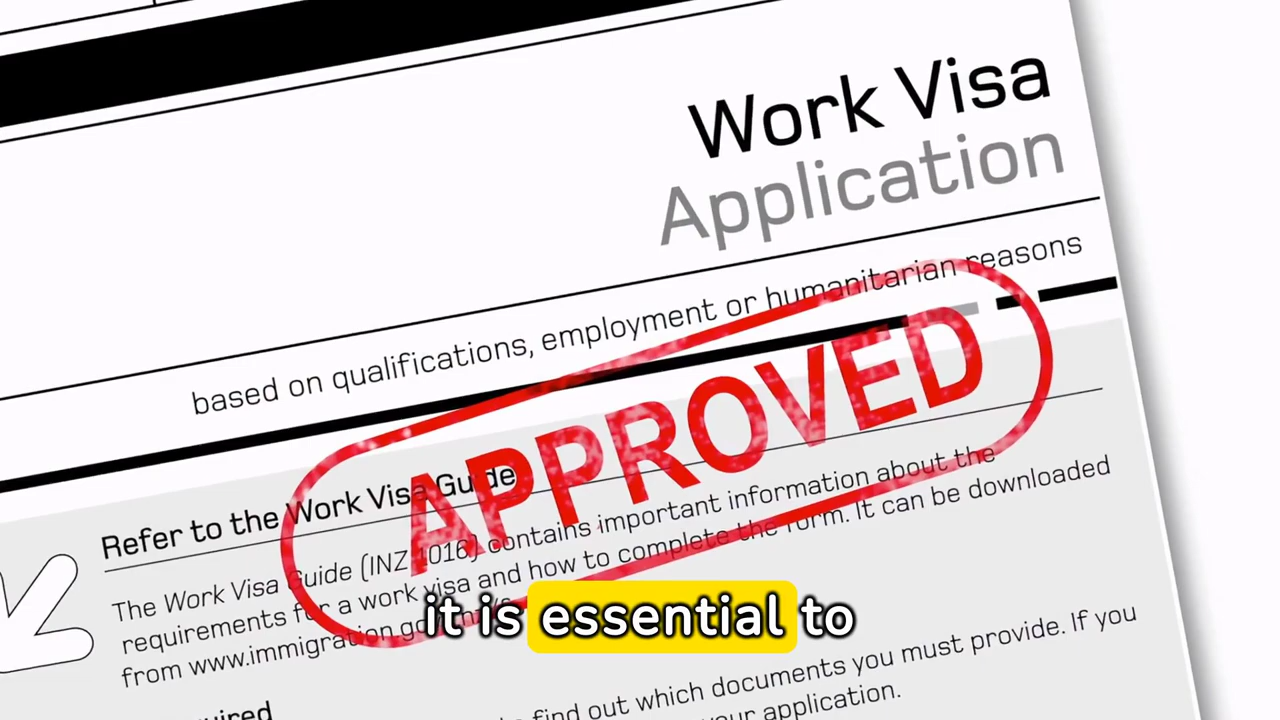 Work Visa
Application
based on qualifications, employment or humanitarian reasons
APPROVED
Refer to the Work Visa Guide
The Work Visa Guide (INZ 1016) contains important information about the
requirements for a work visa and how to complete the form. It can be downloaded
from www.immigration.go
it is essential to
to find out which documents you must provide. If you
your application.